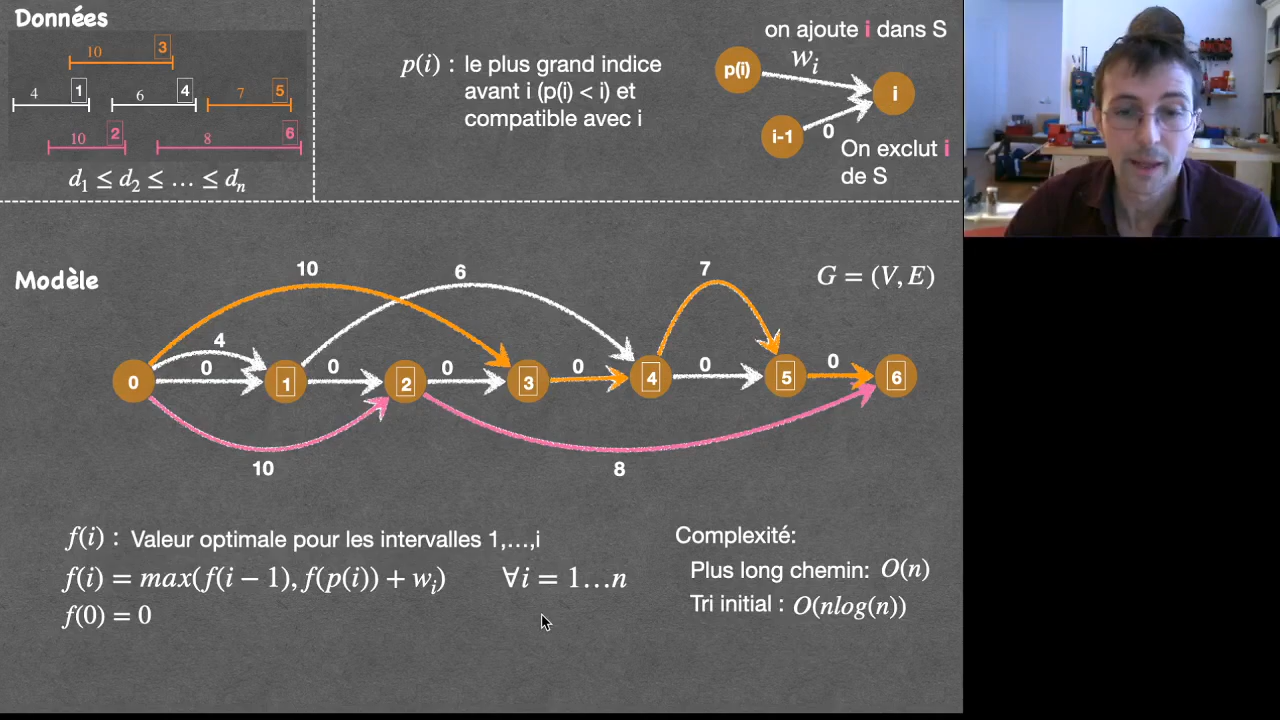 Données
10 3
4 1 6 4 7 5
10 2 8 6
d₁ ≤ d₂ ≤ … ≤ dₙ
p(i) : le plus grand indice
avant i (p(i) < i) et
compatible avec i
on ajoute i dans S
p(i) wᵢ i
i-1 0
On exclut i
de S
Modèle
G = (V, E)
10 6 7
4
0 0 0 0 0 0
0 1 2 3 4 5 6
10 8
f(i) : Valeur optimale pour les intervalles 1,…,i
f(i) = max(f(i − 1), f(p(i)) + wᵢ) ∀i = 1…n
f(0) = 0
Complexité:
Plus long chemin: O(n)
Tri initial : O(nlog(n))